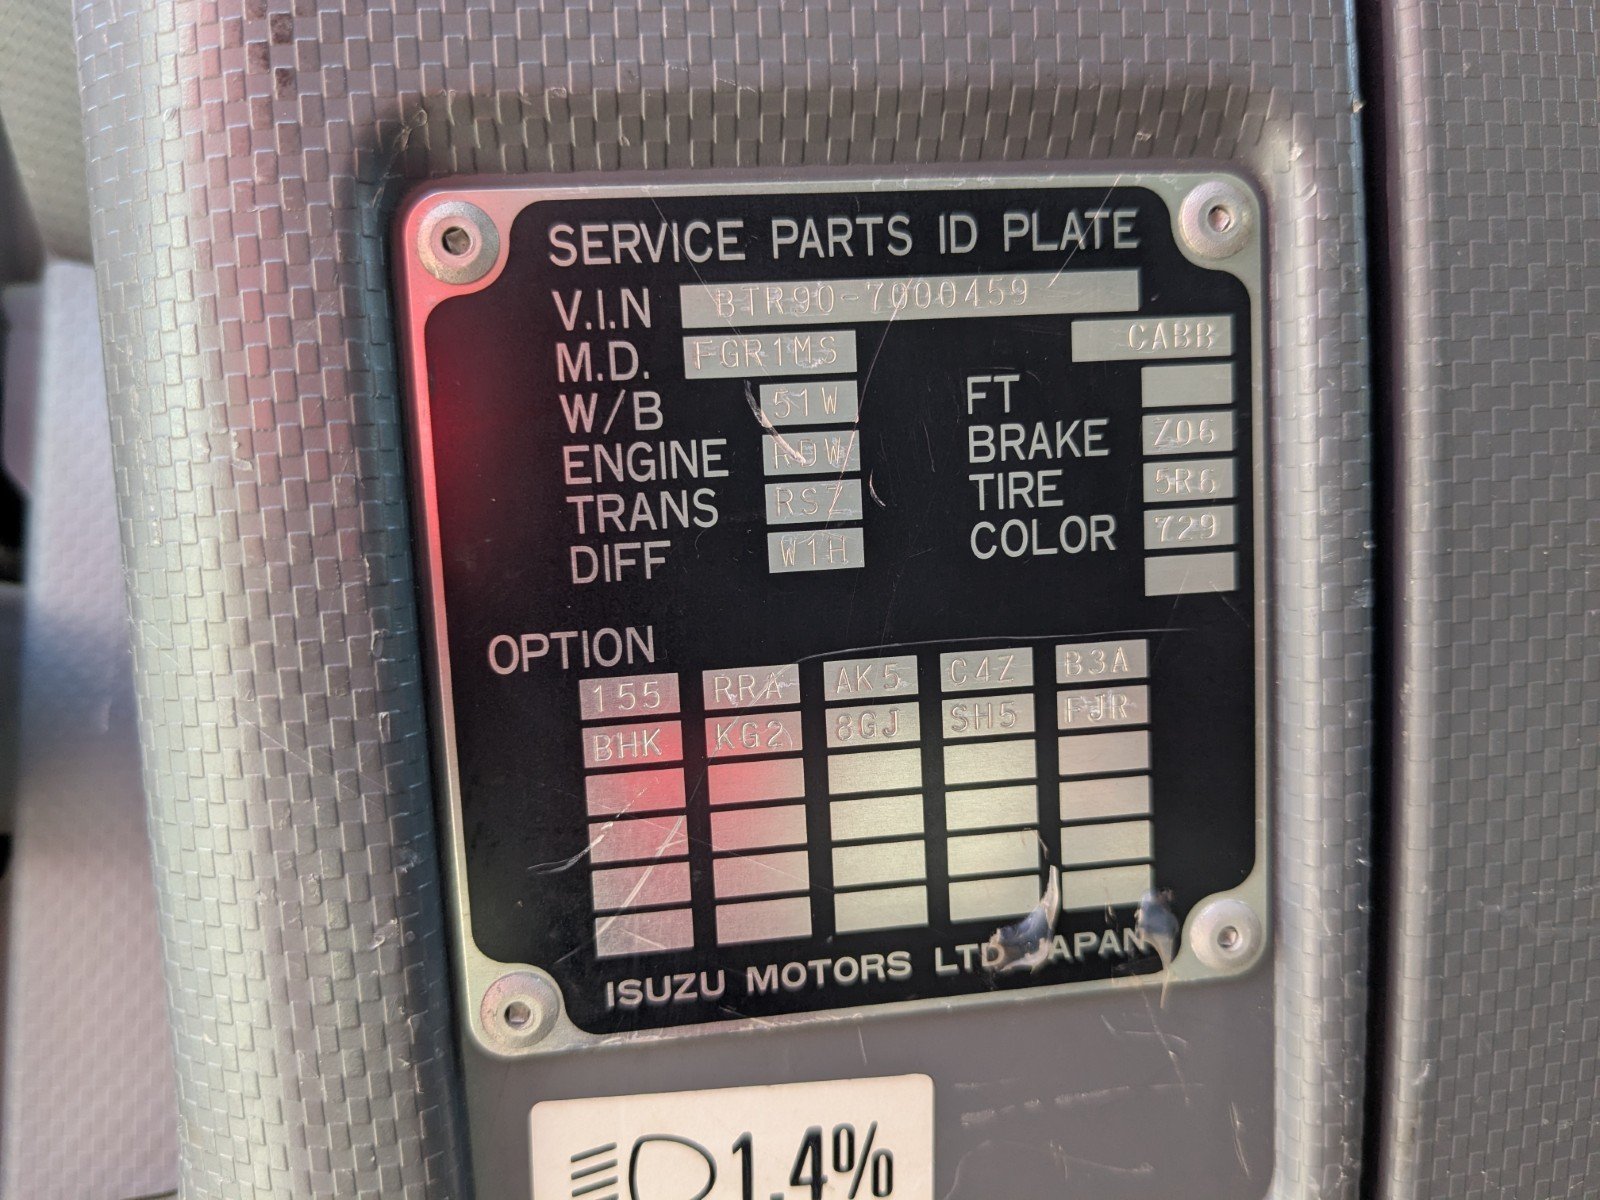 SERVICE PARTS ID PLATE
V.I.N BTR90-7000459
M.D. FGR1MS CABB
W/B 51W FT
ENGINE RDW BRAKE Z06
TRANS RSZ TIRE 5R6
DIFF W1H COLOR 729
OPTION
155 RRA AK5 C4Z B3A
BHK KG2 8GJ SH5 FJR
ISUZU MOTORS LTD JAPAN
1.4%